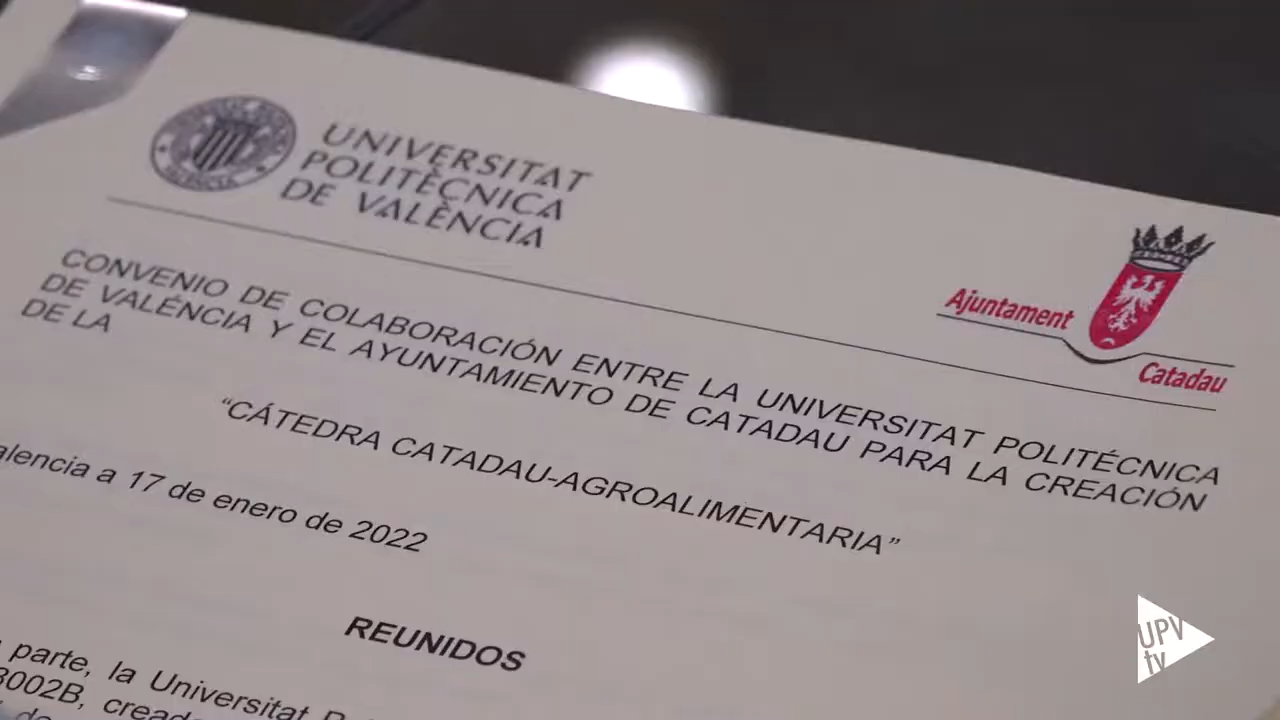 UNIVERSITAT
POLITÈCNICA
DE VALÈNCIA
Ajuntament
Catadau
CONVENIO DE COLABORACIÓN ENTRE LA UNIVERSITAT POLITÉCNICA
DE VALÉNCIA Y EL AYUNTAMIENTO DE CATADAU PARA LA CREACIÓN
DE LA
“CÁTEDRA CATADAU-AGROALIMENTARIA”
alencia a 17 de enero de 2022
REUNIDOS
parte, la Universitat
3002B,
UPV
tv